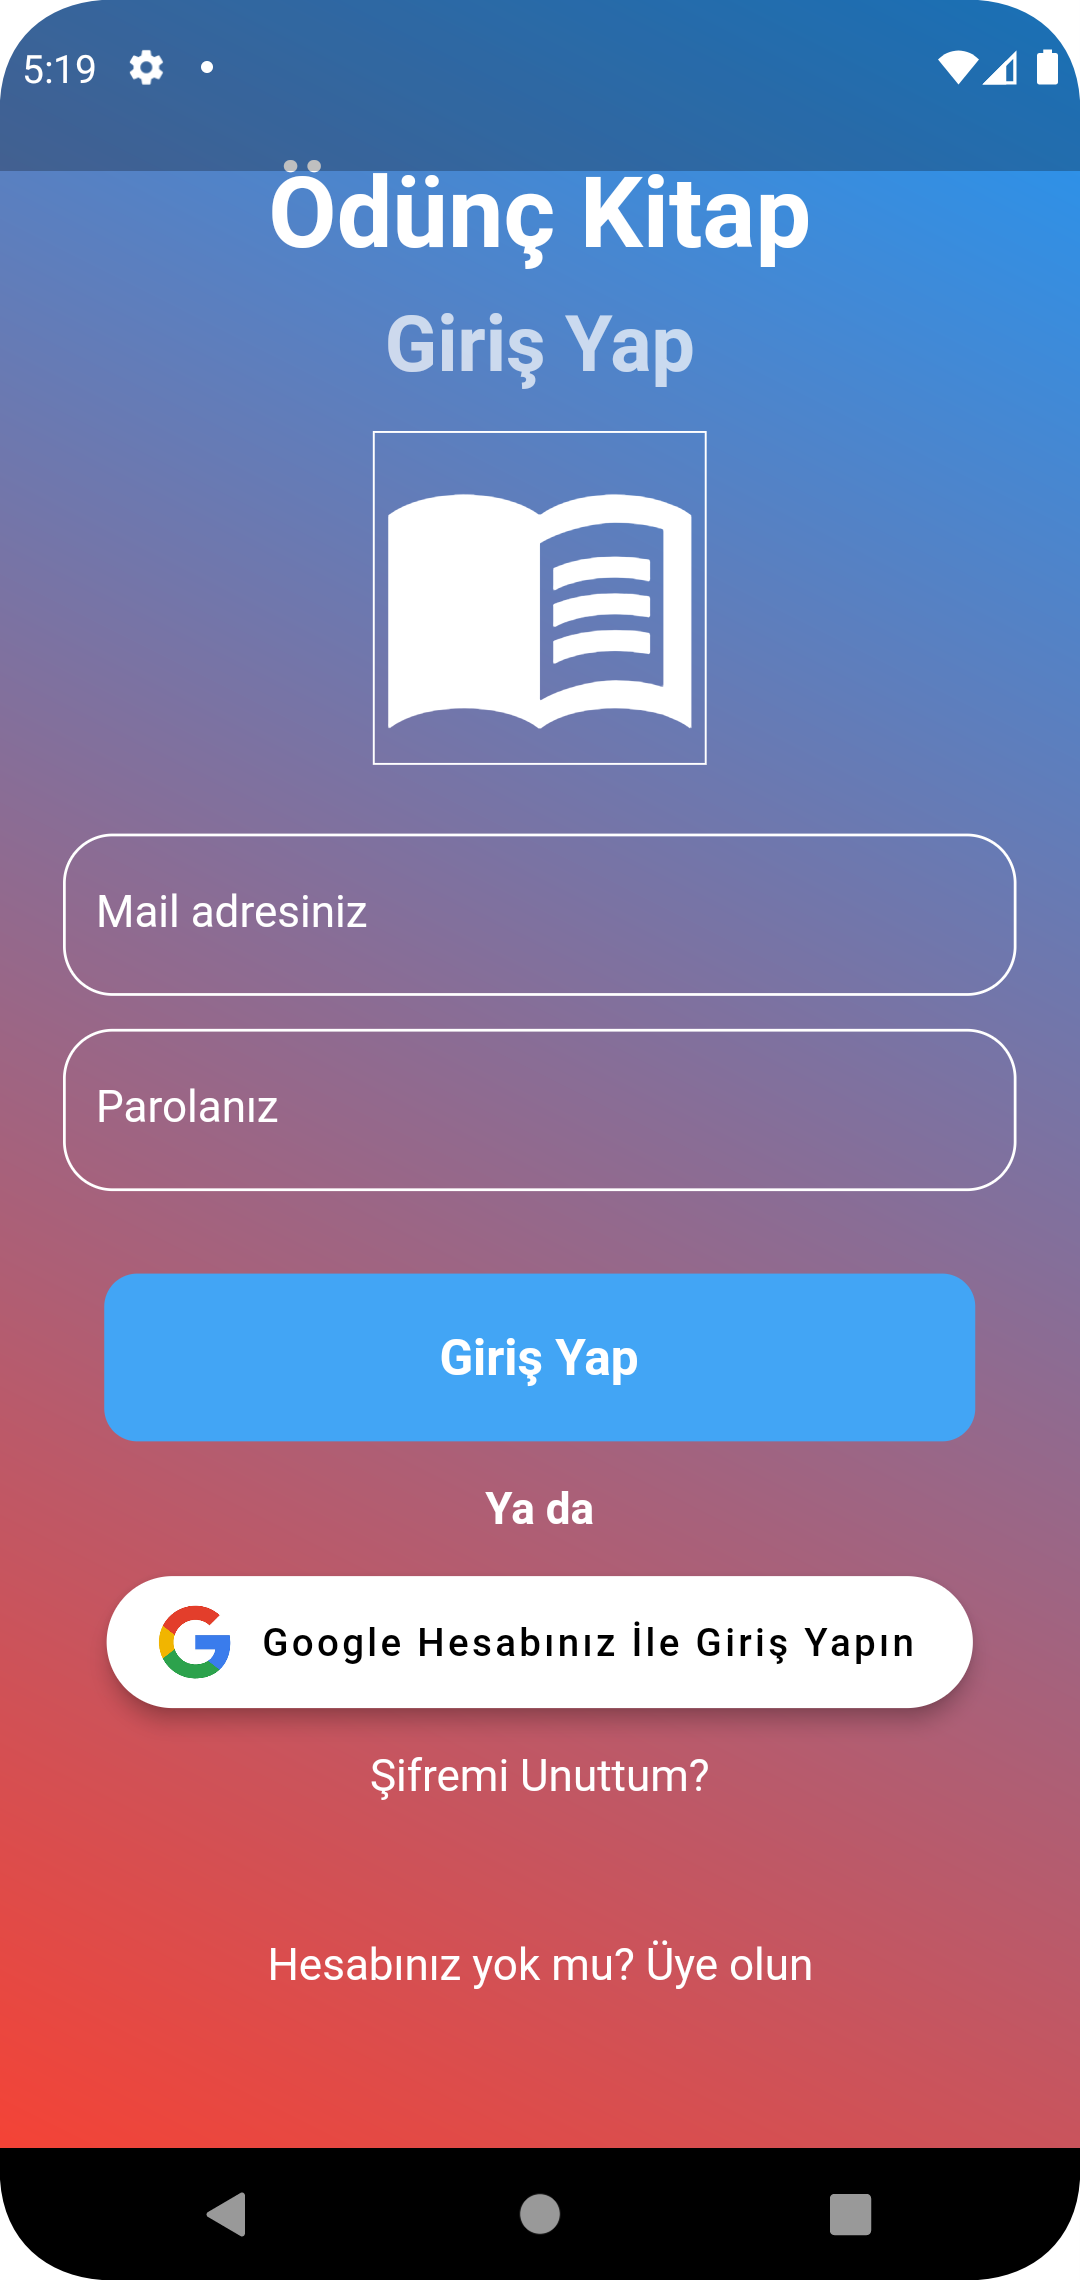 5:19
Ödünç Kitap
Giriş Yap
Mail adresiniz
Parolanız
Giriş Yap
Ya da
Google Hesabınız İle Giriş Yapın
Şifremi Unuttum?
Hesabınız yok mu? Üye olun